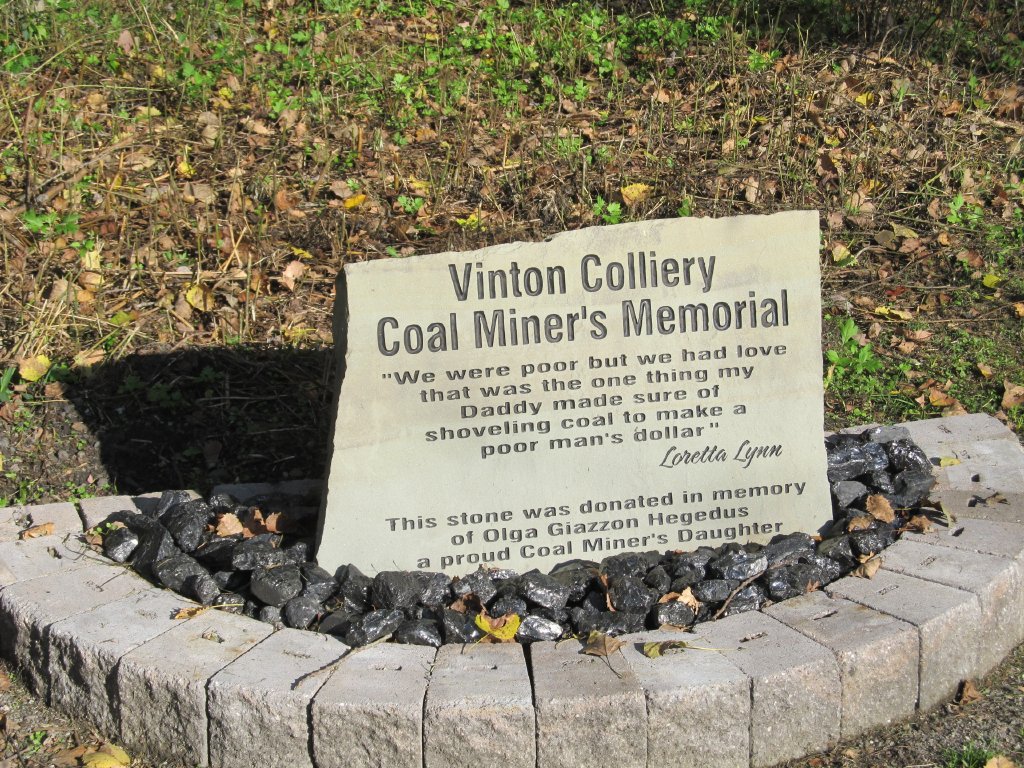 Vinton Colliery
Coal Miner's Memorial
"We were poor but we had love
that was the one thing my
Daddy made sure of
shoveling coal to make a
poor man's dollar"
Loretta Lynn
This stone was donated in memory
of Olga Giazzon Hegedus
a proud Coal Miner's Daughter